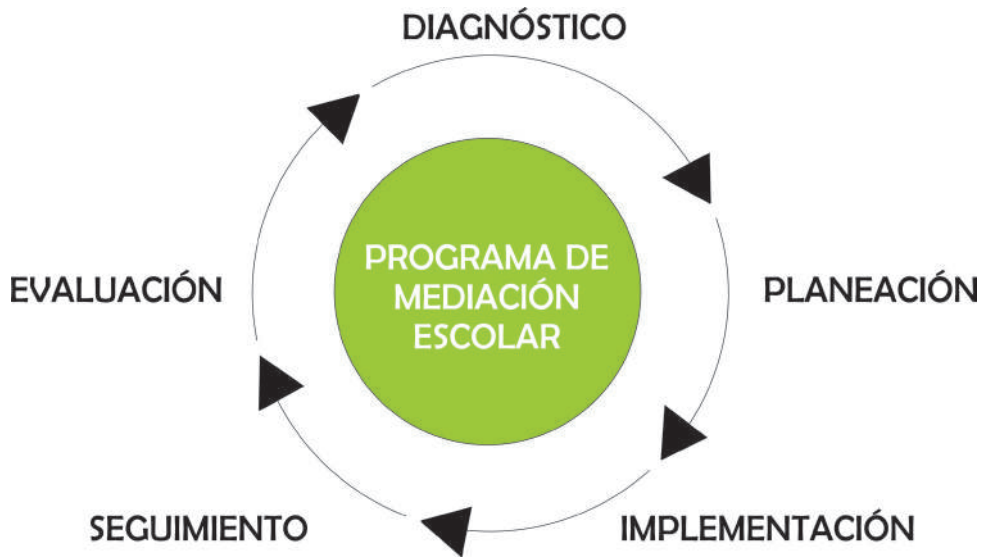 DIAGNÓSTICO
PROGRAMA DE
MEDIACIÓN
ESCOLAR
EVALUACIÓN
PLANEACIÓN
SEGUIMIENTO
IMPLEMENTACIÓN